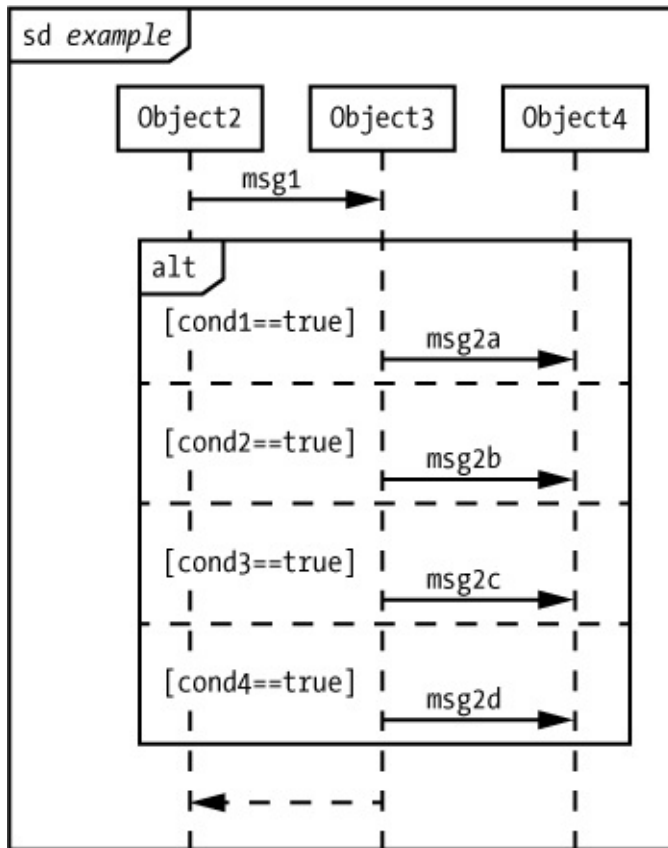 sd example
Object2 Object3 Object4
msg1
alt
[cond1==true]
msg2a
[cond2==true]
msg2b
[cond3==true]
msg2c
[cond4==true]
msg2d